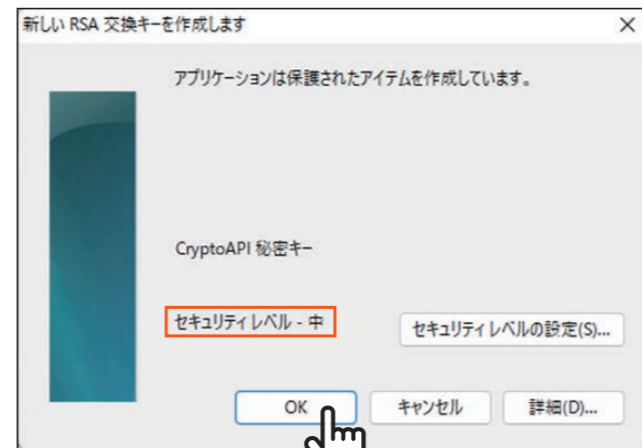 新しい RSA 交換キーを作成します
アプリケーションは保護されたアイテムを作成しています。
CryptoAPI 秘密キー
セキュリティ レベル - 中
セキュリティ レベルの設定(S)...
OK
キャンセル
詳細(D)...